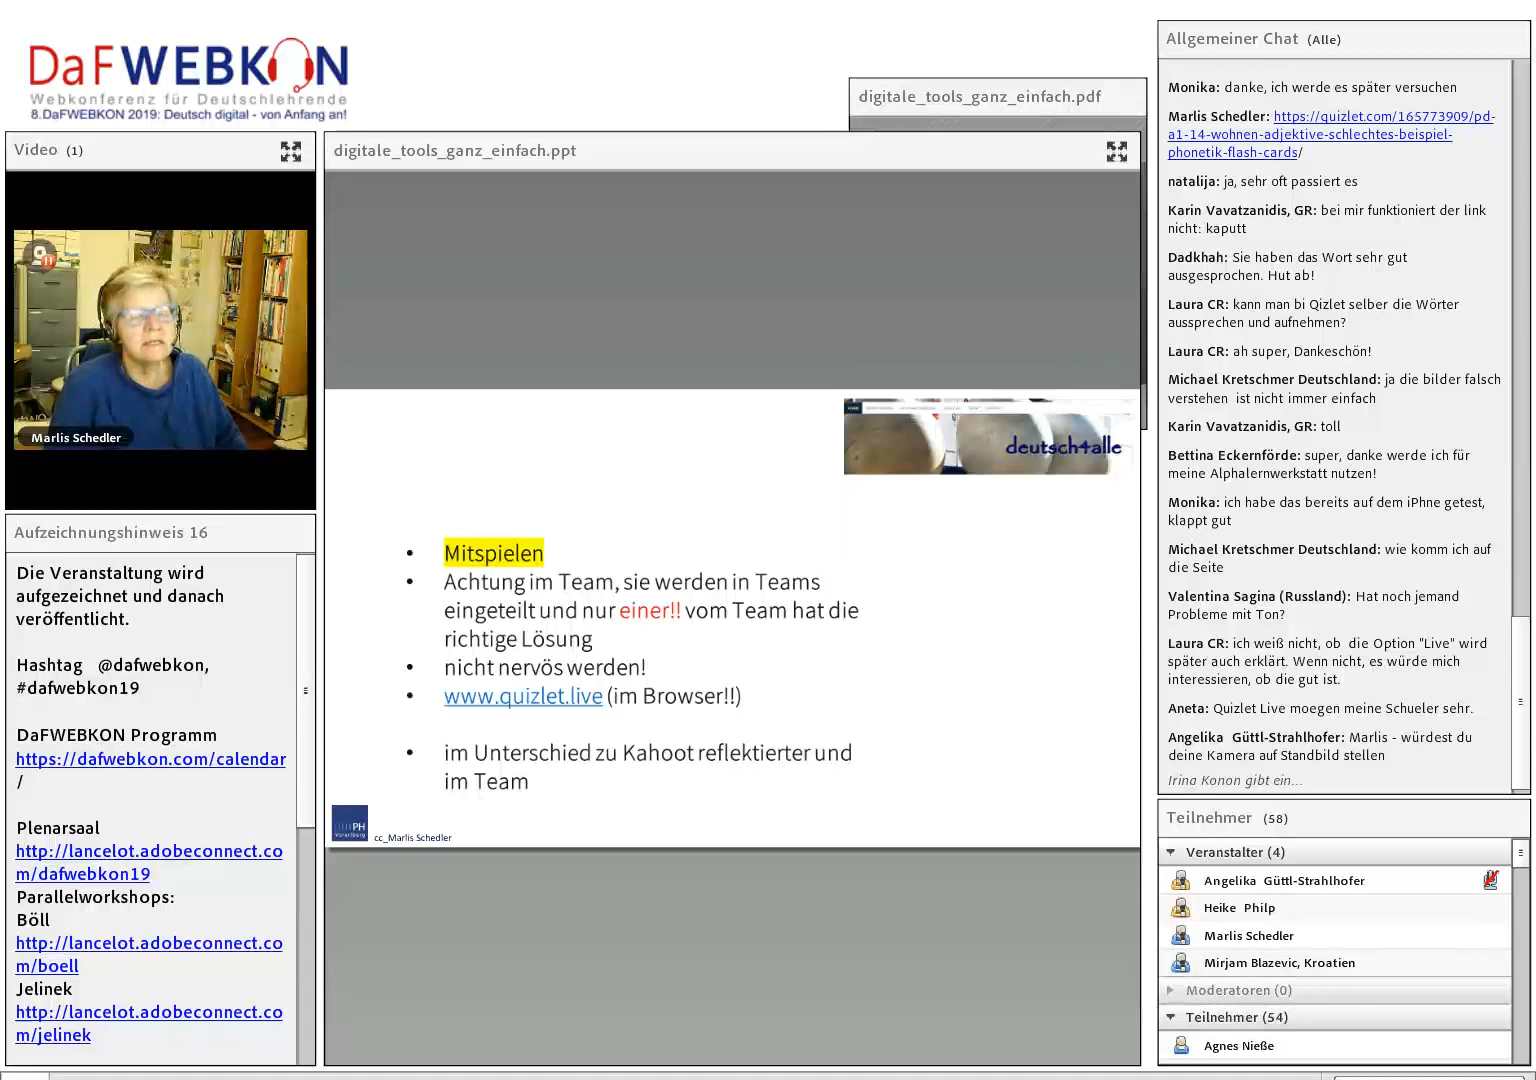 DaFWEBKON
Webkonferenz für Deutschlehrende
8.DaFWEBKON 2019: Deutsch digital - von Anfang an!
Video (1)
Marlis Schedler
Aufzeichnungshinweis 16
Die Veranstaltung wird
aufgezeichnet und danach
veröffentlicht.
Hashtag @dafwebkon,
#dafwebkon19
DaFWEBKON Programm
https://dafwebkon.com/calendar
/
Plenarsaal
http://lancelot.adobeconnect.co
m/dafwebkon19
Parallelworkshops:
Böll
http://lancelot.adobeconnect.co
m/boell
Jelinek
http://lancelot.adobeconnect.co
m/jelinek
digitale_tools_ganz_einfach.pdf
digitale_tools_ganz_einfach.ppt
deutsch4alle
• Mitspielen
• Achtung im Team, sie werden in Teams
eingeteilt und nur einer!! vom Team hat die
richtige Lösung
• nicht nervös werden!
• www.quizlet.live (im Browser!!)
• im Unterschied zu Kahoot reflektierter und
im Team
PH
Vorarlberg
cc_Marlis Schedler
Allgemeiner Chat (Alle)
Monika: danke, ich werde es später versuchen
Marlis Schedler: https://quizlet.com/165773909/pd-
a1-14-wohnen-adjektive-schlechtes-beispiel-
phonetik-flash-cards/
natalija: ja, sehr oft passiert es
Karin Vavatzanidis, GR: bei mir funktioniert der link
nicht: kaputt
Dadkhah: Sie haben das Wort sehr gut
ausgesprochen. Hut ab!
Laura CR: kann man bi Qizlet selber die Wörter
aussprechen und aufnehmen?
Laura CR: ah super, Dankeschön!
Michael Kretschmer Deutschland: ja die bilder falsch
verstehen ist nicht immer einfach
Karin Vavatzanidis, GR: toll
Bettina Eckernförde: super, danke werde ich für
meine Alphalernwerkstatt nutzen!
Monika: ich habe das bereits auf dem iPhne getest,
klappt gut
Michael Kretschmer Deutschland: wie komm ich auf
die Seite
Valentina Sagina (Russland): Hat noch jemand
Probleme mit Ton?
Laura CR: ich weiß nicht, ob die Option "Live" wird
später auch erklärt. Wenn nicht, es würde mich
interessieren, ob die gut ist.
Aneta: Quizlet Live moegen meine Schueler sehr.
Angelika Güttl-Strahlhofer: Marlis - würdest du
deine Kamera auf Standbild stellen
Irina Konon gibt ein...
Teilnehmer (58)
Veranstalter (4)
Angelika Güttl-Strahlhofer
Heike Philp
Marlis Schedler
Mirjam Blazevic, Kroatien
Moderatoren (0)
Teilnehmer (54)
Agnes Nieße